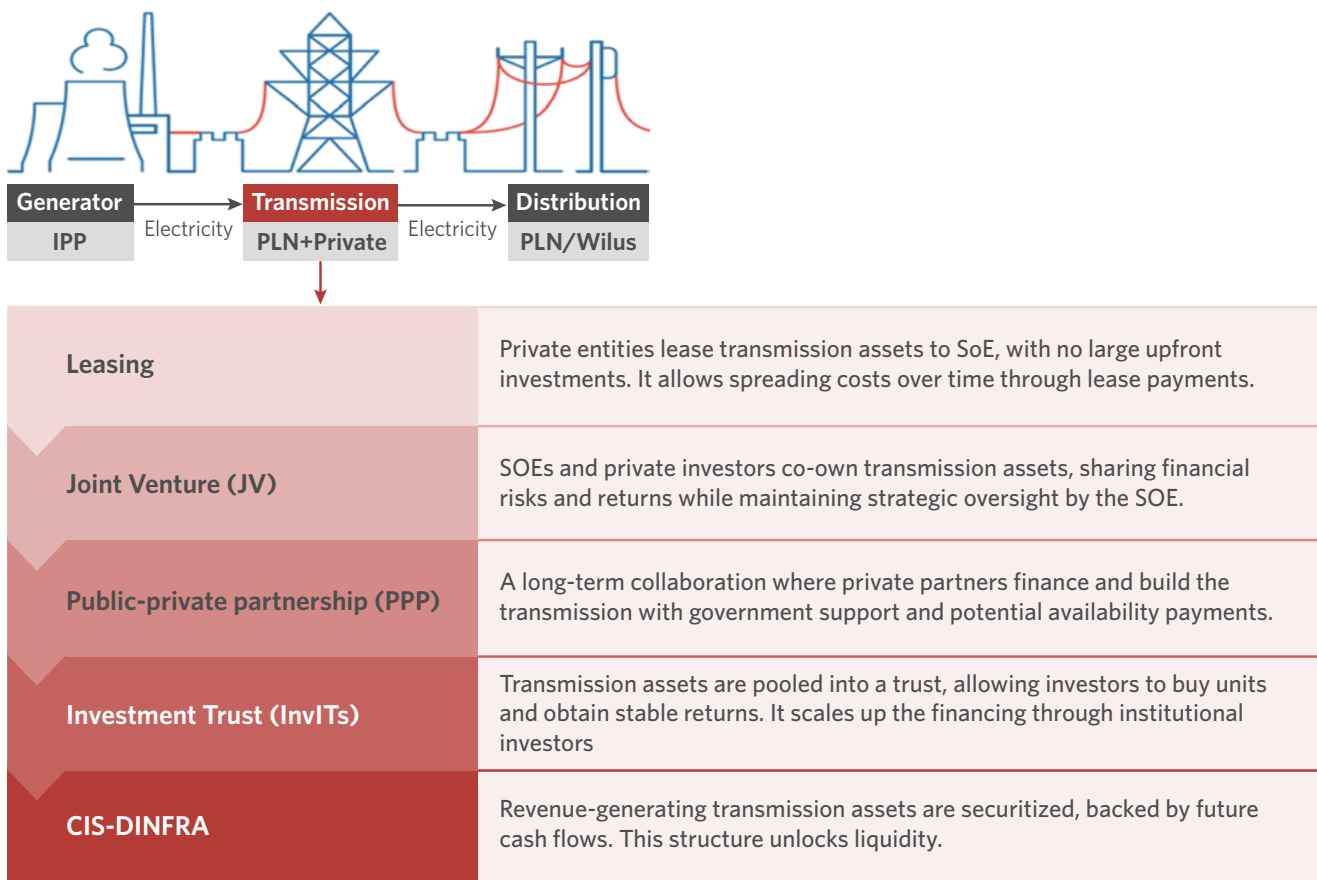 Generator
Transmission
Distribution
Electricity
Electricity
IPP
PLN+Private
PLN/Wilus
Leasing
Private entities lease transmission assets to SoE, with no large upfront
investments. It allows spreading costs over time through lease payments.
Joint Venture (JV)
SOEs and private investors co-own transmission assets, sharing financial
risks and returns while maintaining strategic oversight by the SOE.
Public-private partnership (PPP)
A long-term collaboration where private partners finance and build the
transmission with government support and potential availability payments.
Investment Trust (InvITs)
Transmission assets are pooled into a trust, allowing investors to buy units
and obtain stable returns. It scales up the financing through institutional
investors
CIS-DINFRA
Revenue-generating transmission assets are securitized, backed by future
cash flows. This structure unlocks liquidity.